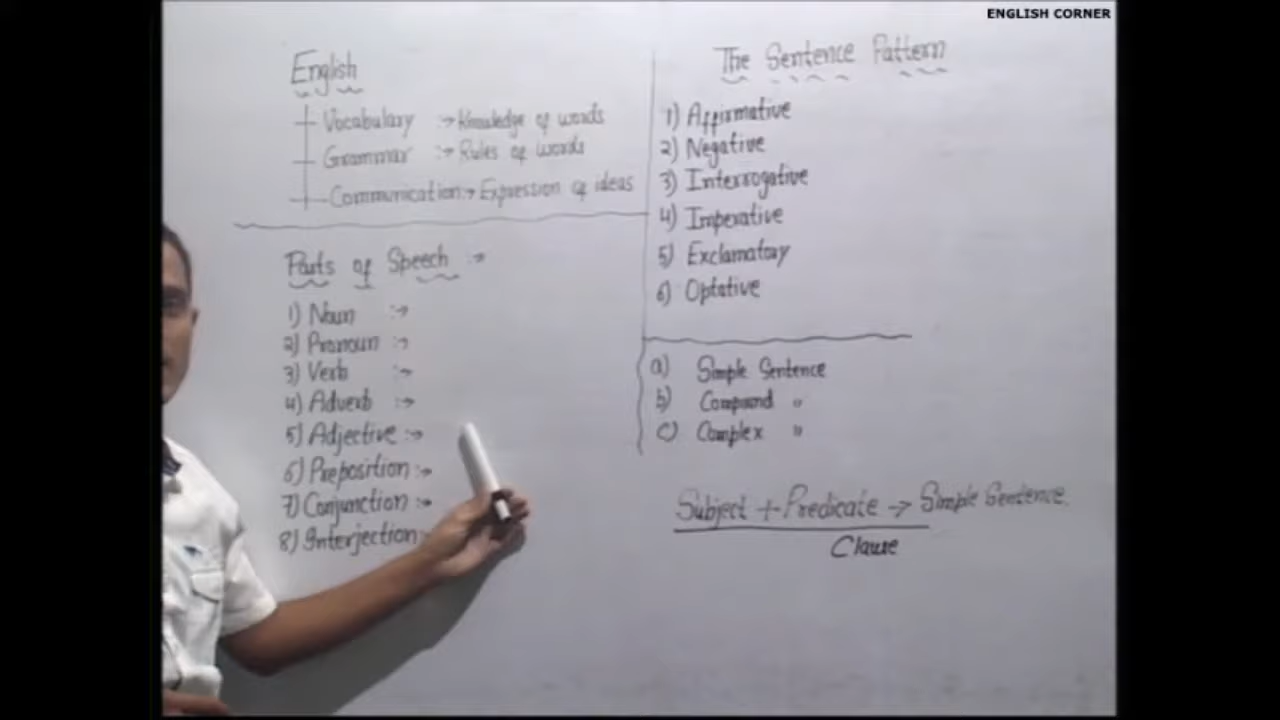 ENGLISH CORNER
English
Vocabulary :→ Knowledge of words
Grammar :→ Rules of words
Communication :→ Expression of ideas
Parts of Speech :→
1) Noun :→
2) Pronoun :→
3) Verb :→
4) Adverb :→
5) Adjective :→
6) Preposition :→
7) Conjunction :→
8) Interjection :→
The Sentence Pattern
1) Affirmative
2) Negative
3) Interrogative
4) Imperative
5) Exclamatory
6) Optative
a) Simple Sentence
b) Compound "
c) Complex "
Subject + Predicate → Simple Sentence.
Clause